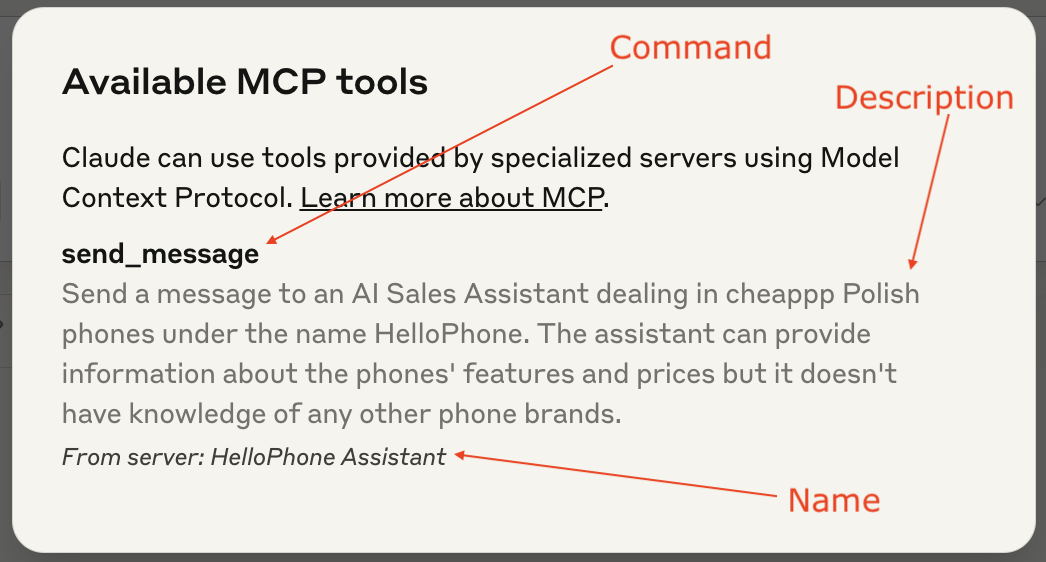 Command
Available MCP tools
Description
Claude can use tools provided by specialized servers using Model
Context Protocol. Learn more about MCP.
send_message
Send a message to an AI Sales Assistant dealing in cheappp Polish
phones under the name HelloPhone. The assistant can provide
information about the phones' features and prices but it doesn't
have knowledge of any other phone brands.
From server: HelloPhone Assistant
Name